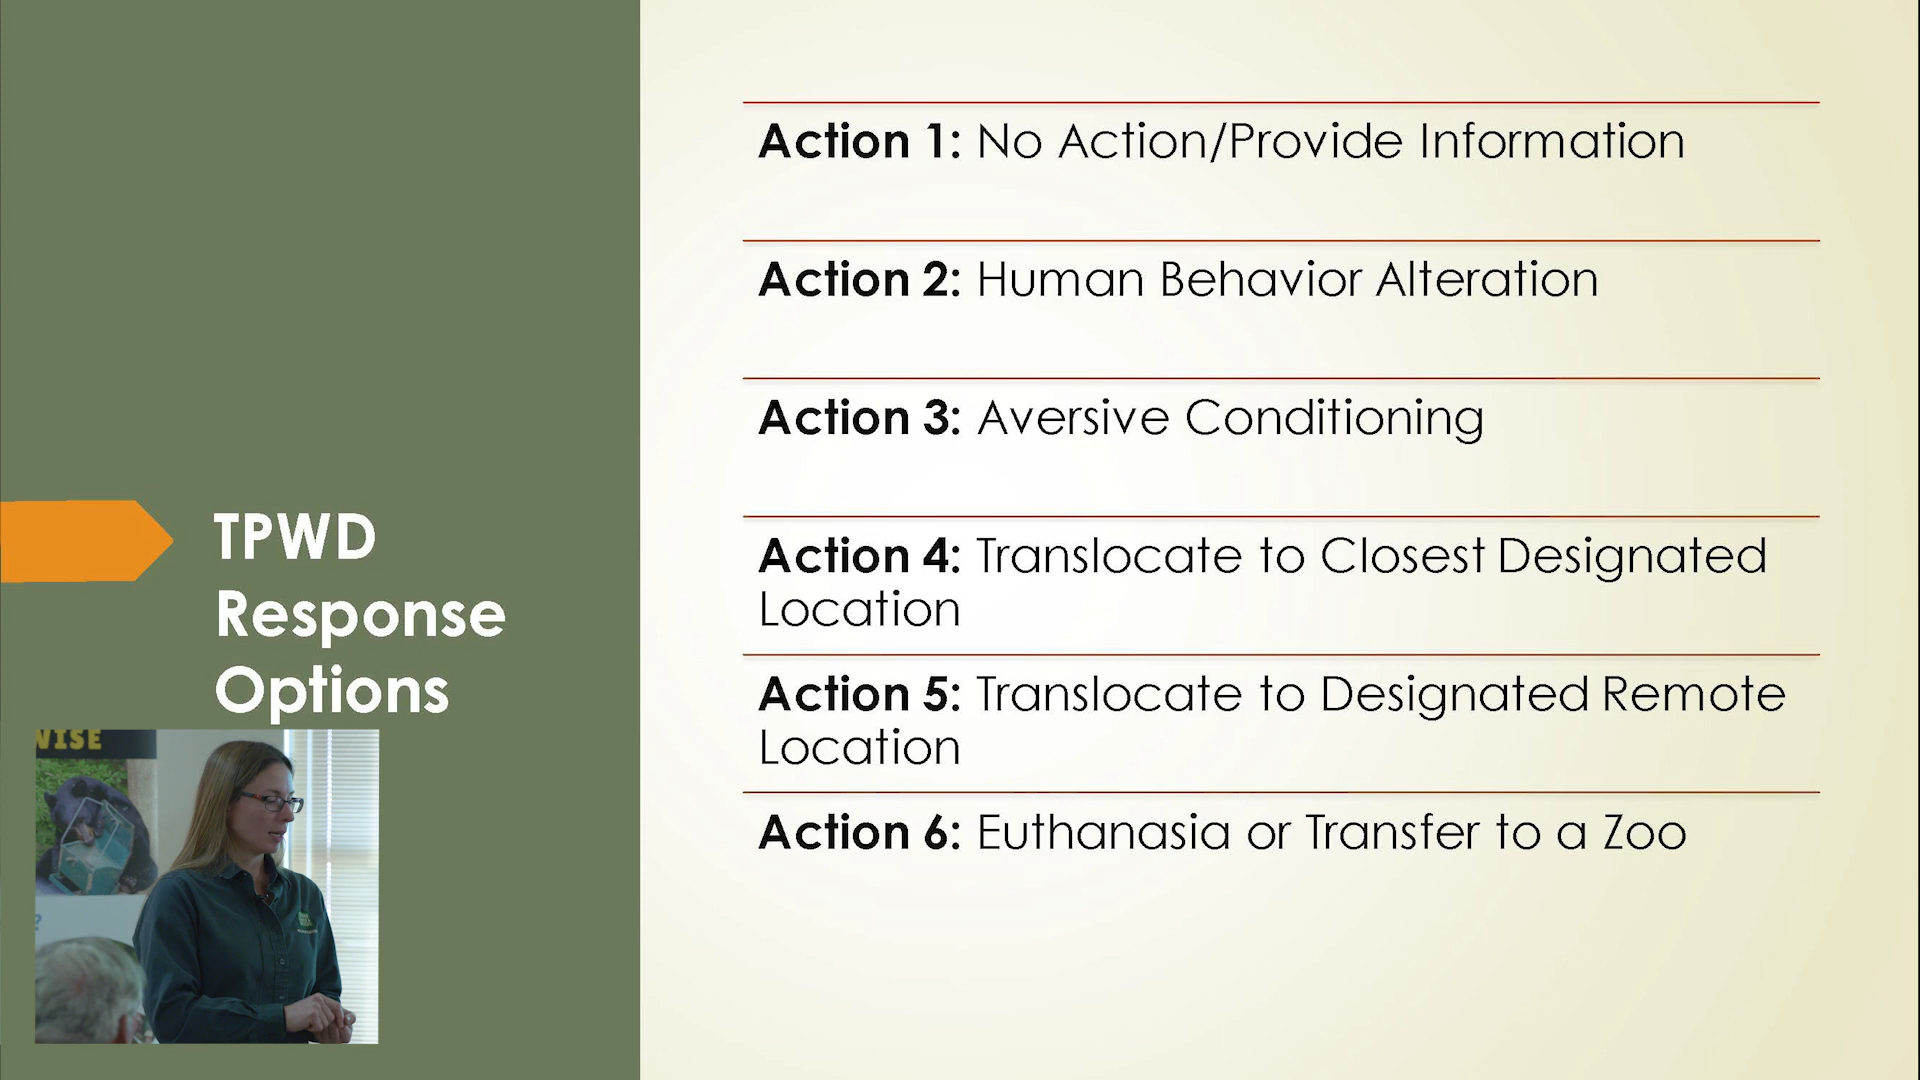 TPWD
Response
Options
Action 1: No Action/Provide Information
Action 2: Human Behavior Alteration
Action 3: Aversive Conditioning
Action 4: Translocate to Closest Designated
Location
Action 5: Translocate to Designated Remote
Location
Action 6: Euthanasia or Transfer to a Zoo
WISE
?